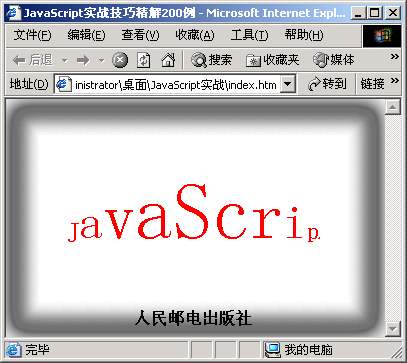 JavaScript实战技巧精解200例 - Microsoft Internet Expl...
文件(F) 编辑(E) 查看(V) 收藏(A) 工具(T) 帮助(H)
后退 搜索 收藏夹 媒体
地址(D) inistrator\桌面\JavaScript实战\index.htm 转到 链接
JavaScrip.
人民邮电出版社
完毕 我的电脑